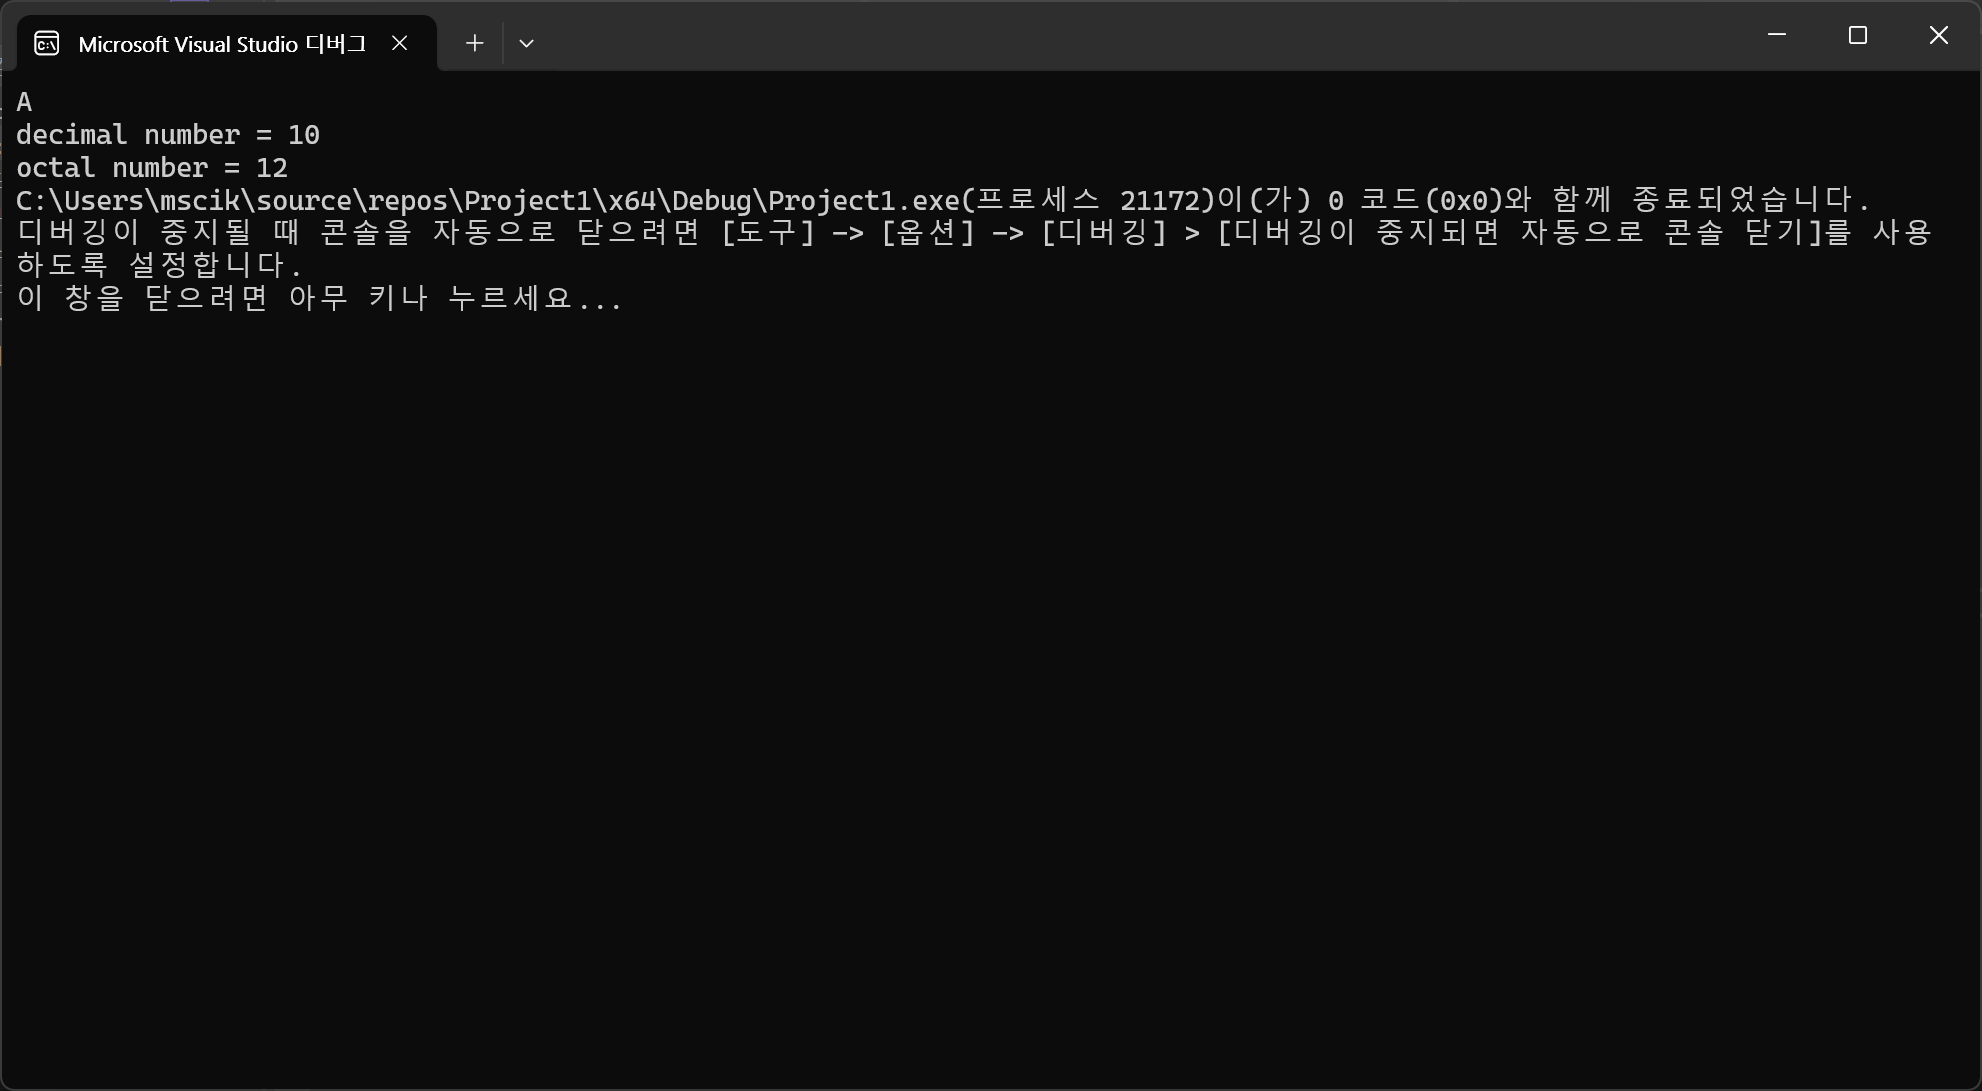 Microsoft Visual Studio 디버그
A
decimal number = 10
octal number = 12
C:\Users\mscik\source\repos\Project1\x64\Debug\Project1.exe(프로세스 21172)이(가) 0 코드(0x0)와 함께 종료되었습니다.
디버깅이 중지될 때 콘솔을 자동으로 닫으려면 [도구] -> [옵션] -> [디버깅] > [디버깅이 중지되면 자동으로 콘솔 닫기]를 사용
하도록 설정합니다.
이 창을 닫으려면 아무 키나 누르세요...